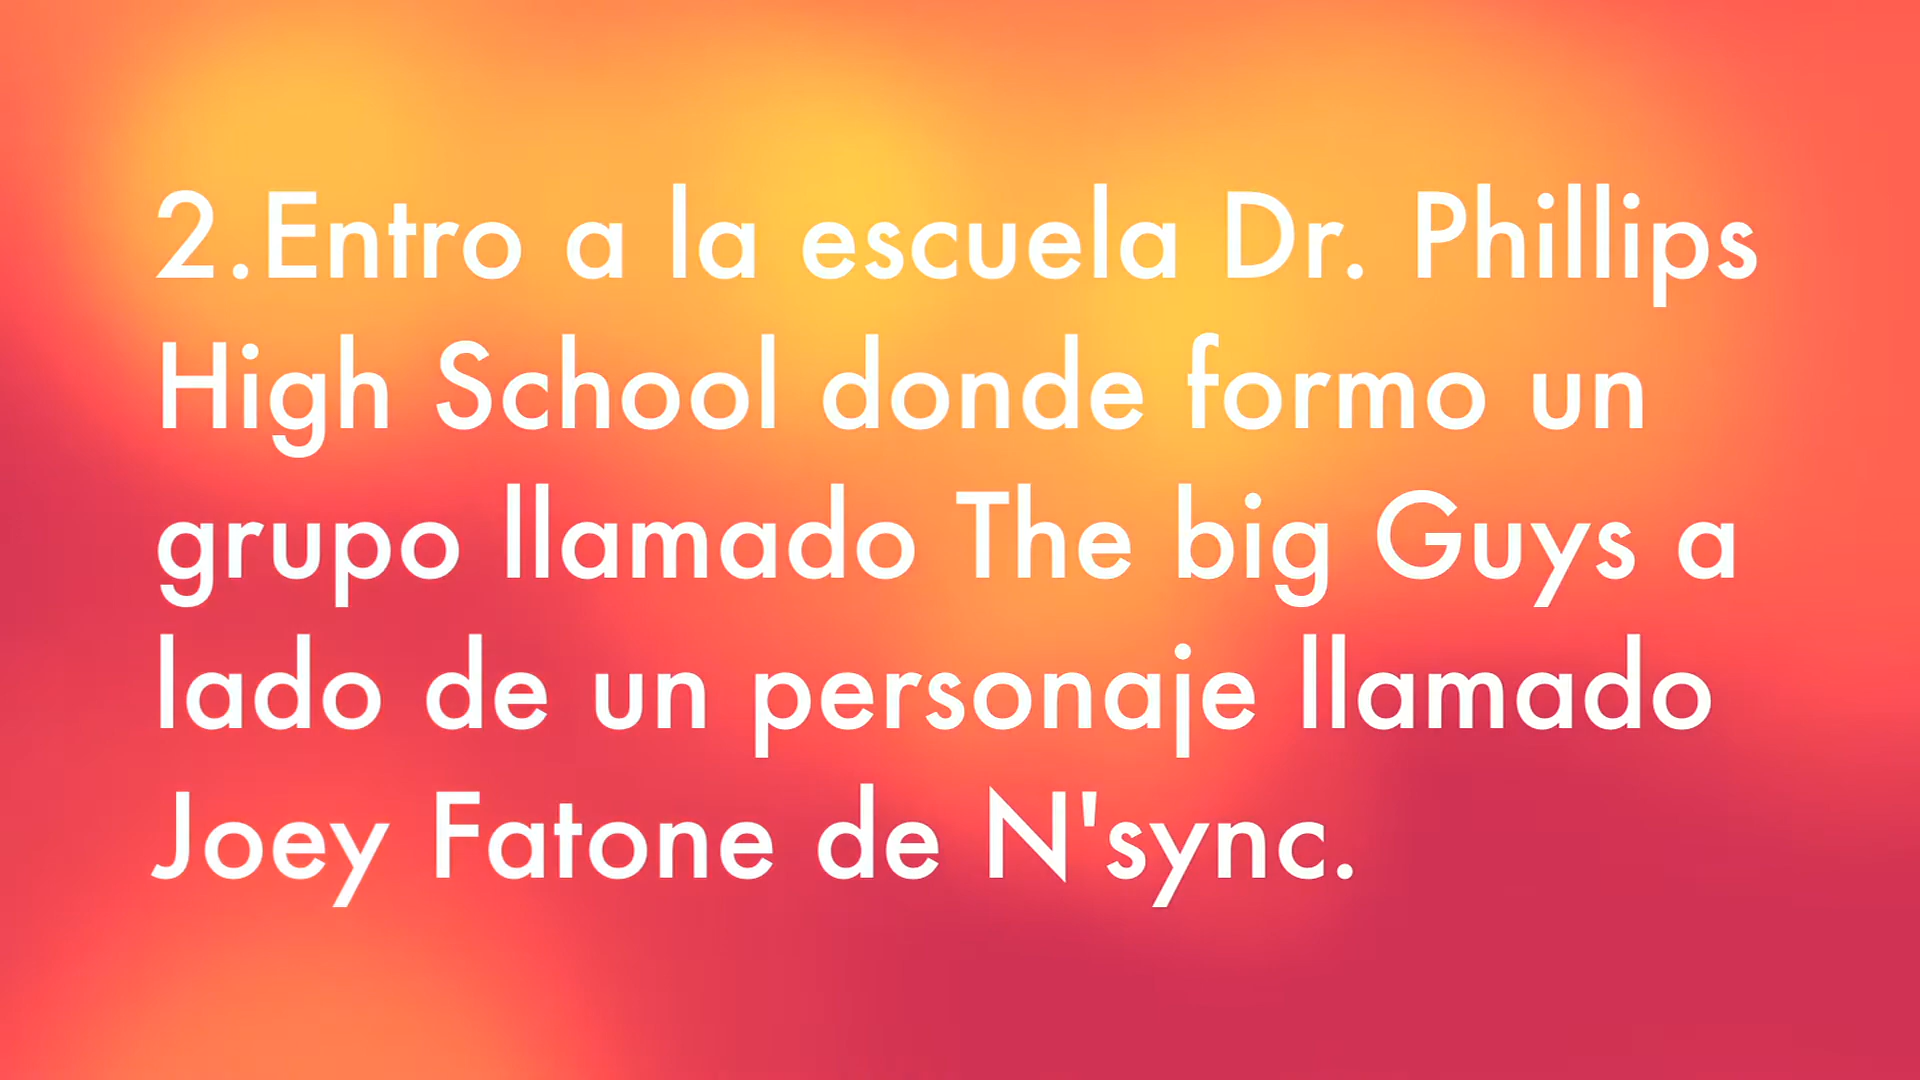 2.Entro a la escuela Dr. Phillips
High School donde formo un
grupo llamado The big Guys a
lado de un personaje llamado
Joey Fatone de N'sync.